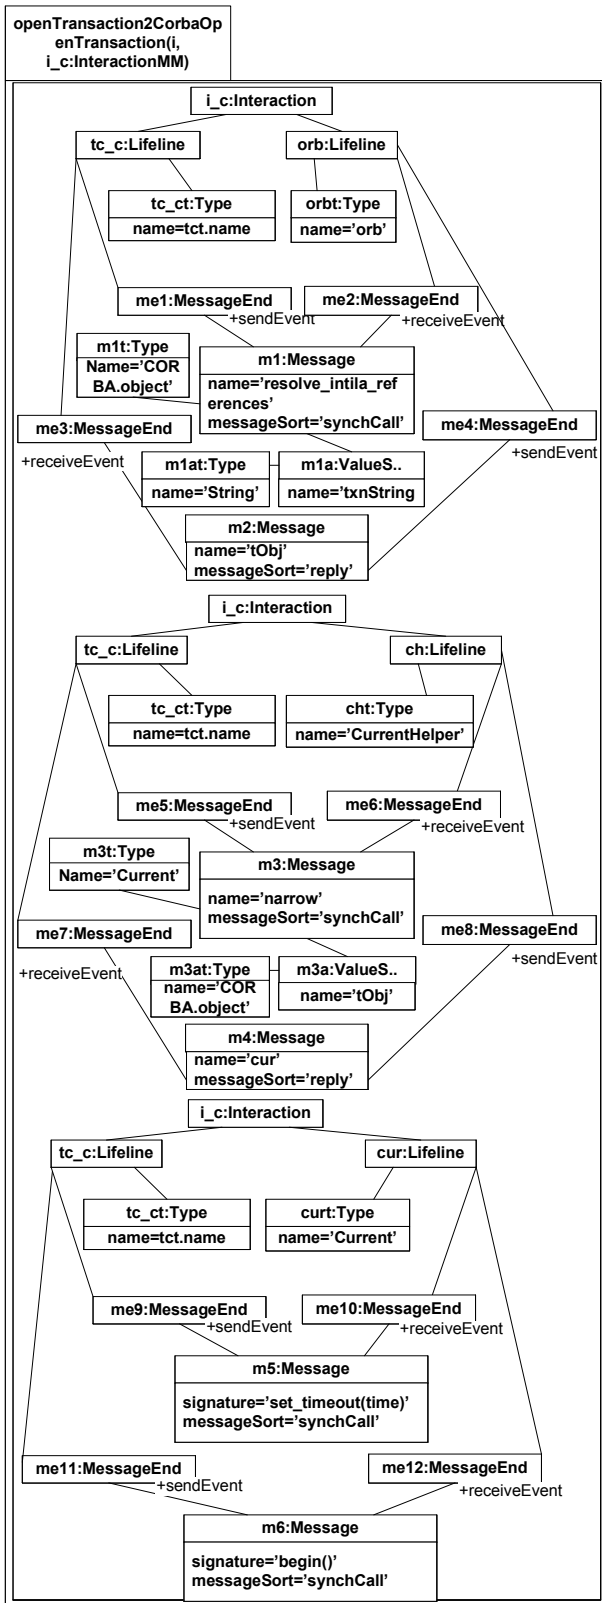 openTransaction2CorbaOp
enTransaction(i,
i_c:InteractionMM)
i_c:Interaction
tc_c:Lifeline
orb:Lifeline
tc_ct:Type
name=tct.name
orbt:Type
name='orb'
me1:MessageEnd
+sendEvent
me2:MessageEnd
+receiveEvent
m1t:Type
Name='COR
BA.object'
m1:Message
name='resolve_intila_ref
erences'
messageSort='synchCall'
me3:MessageEnd
+receiveEvent
me4:MessageEnd
+sendEvent
m1at:Type
name='String'
m1a:ValueS..
name='txnString
m2:Message
name='tObj'
messageSort='reply'
i_c:Interaction
tc_c:Lifeline
ch:Lifeline
tc_ct:Type
name=tct.name
cht:Type
name='CurrentHelper'
me5:MessageEnd
+sendEvent
me6:MessageEnd
+receiveEvent
m3t:Type
Name='Current'
m3:Message
name='narrow'
messageSort='synchCall'
me7:MessageEnd
+receiveEvent
me8:MessageEnd
+sendEvent
m3at:Type
name='COR
BA.object'
m3a:ValueS..
name='tObj'
m4:Message
name='cur'
messageSort='reply'
i_c:Interaction
tc_c:Lifeline
cur:Lifeline
tc_ct:Type
name=tct.name
curt:Type
name='Current'
me9:MessageEnd
+sendEvent
me10:MessageEnd
+receiveEvent
m5:Message
signature='set_timeout(time)'
messageSort='synchCall'
me11:MessageEnd
+sendEvent
me12:MessageEnd
+receiveEvent
m6:Message
signature='begin()'
messageSort='synchCall'